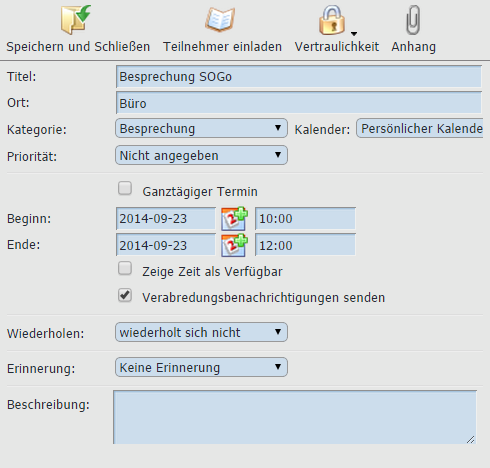 Speichern und Schließen Teilnehmer einladen Vertraulichkeit Anhang
Titel: Besprechung SOGo
Ort: Büro
Kategorie: Besprechung Kalender: Persönlicher Kalende
Priorität: Nicht angegeben
Ganztägiger Termin
Beginn: 2014-09-23 10:00
Ende: 2014-09-23 12:00
Zeige Zeit als Verfügbar
Verabredungsbenachrichtigungen senden
Wiederholen: wiederholt sich nicht
Erinnerung: Keine Erinnerung
Beschreibung: